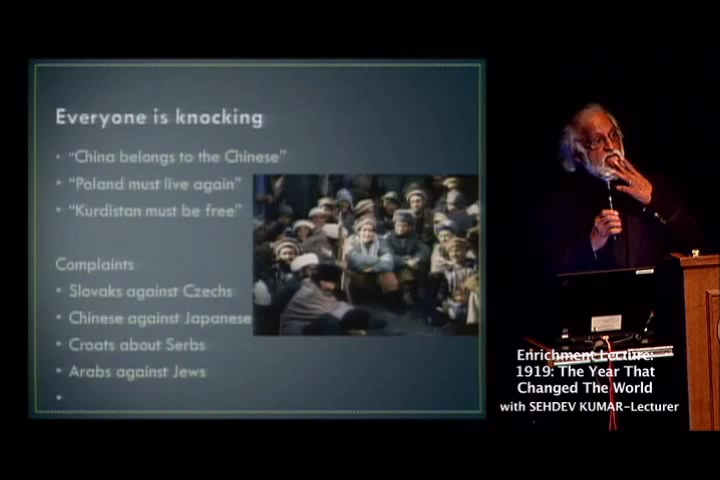 Everyone is knocking
• "China belongs to the Chinese"
• "Poland must live again"
• "Kurdistan must be free"
Complaints
• Slovaks against Czechs
• Chinese against Japanese
• Croats about Serbs
• Arabs against Jews
•
Enrichment Lecture:
1919: The Year That
Changed The World
with SEHDEV KUMAR-Lecturer